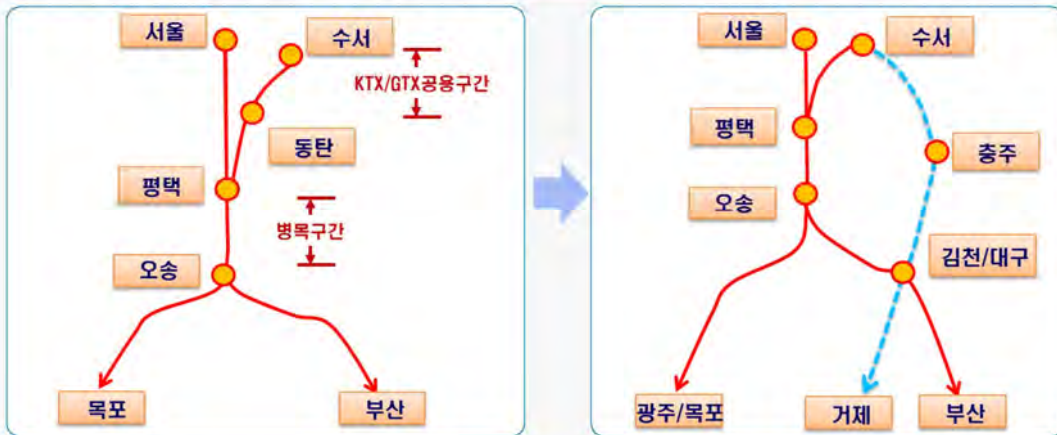 서울
수서
KTX/GTX공용구간
동탄
평택
병목구간
오송
목포
부산
서울
수서
평택
충주
오송
김천/대구
광주/목포
거제
부산